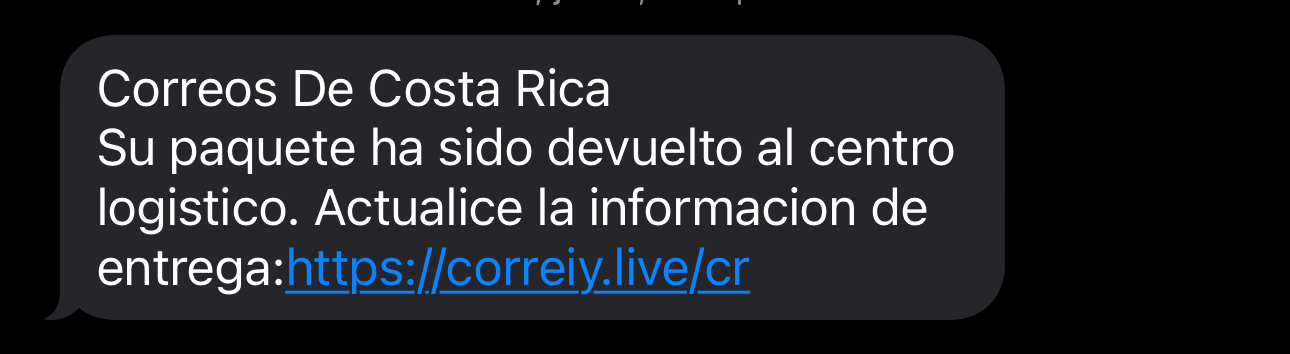 Correos De Costa Rica
Su paquete ha sido devuelto al centro
logistico. Actualice la informacion de
entrega:https://correiy.live/cr